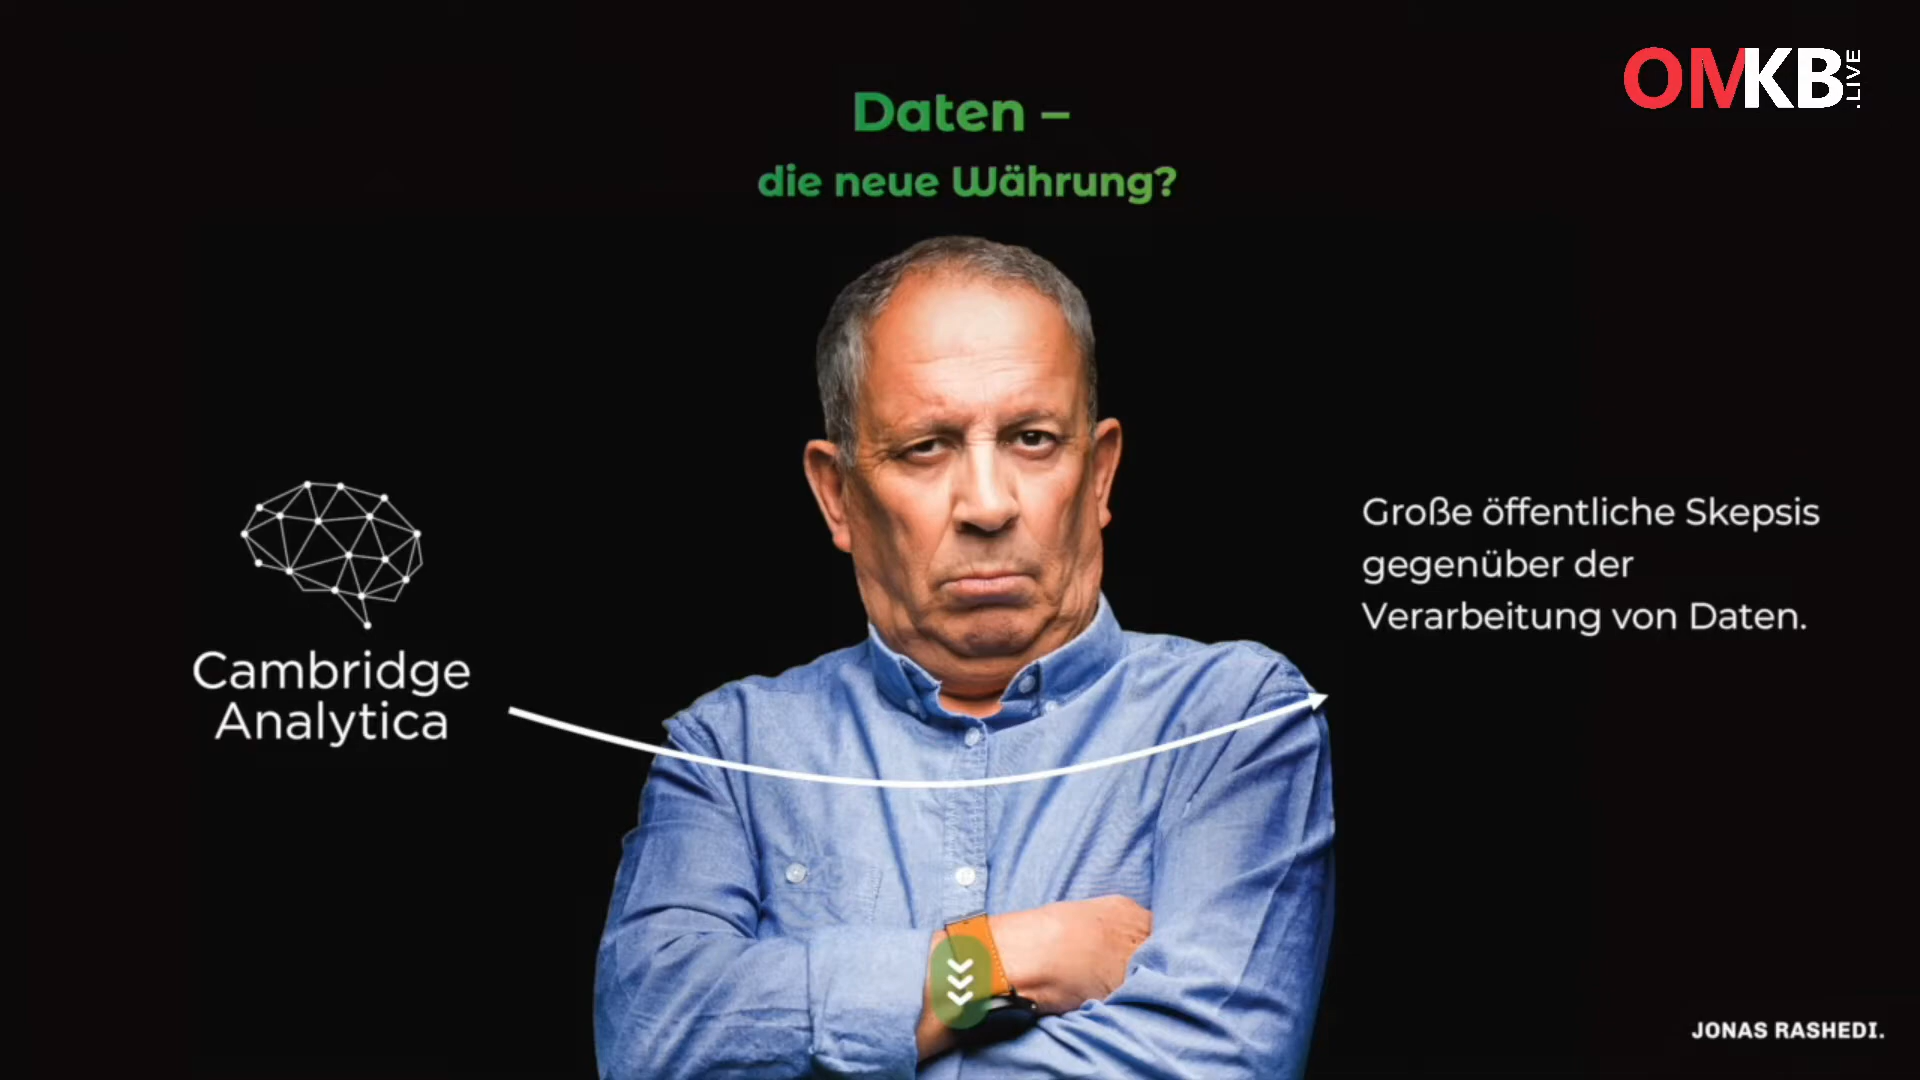 OMKB.LIVE
Daten –
die neue Währung?
Cambridge
Analytica
Große öffentliche Skepsis
gegenüber der
Verarbeitung von Daten.
JONAS RASHEDI.